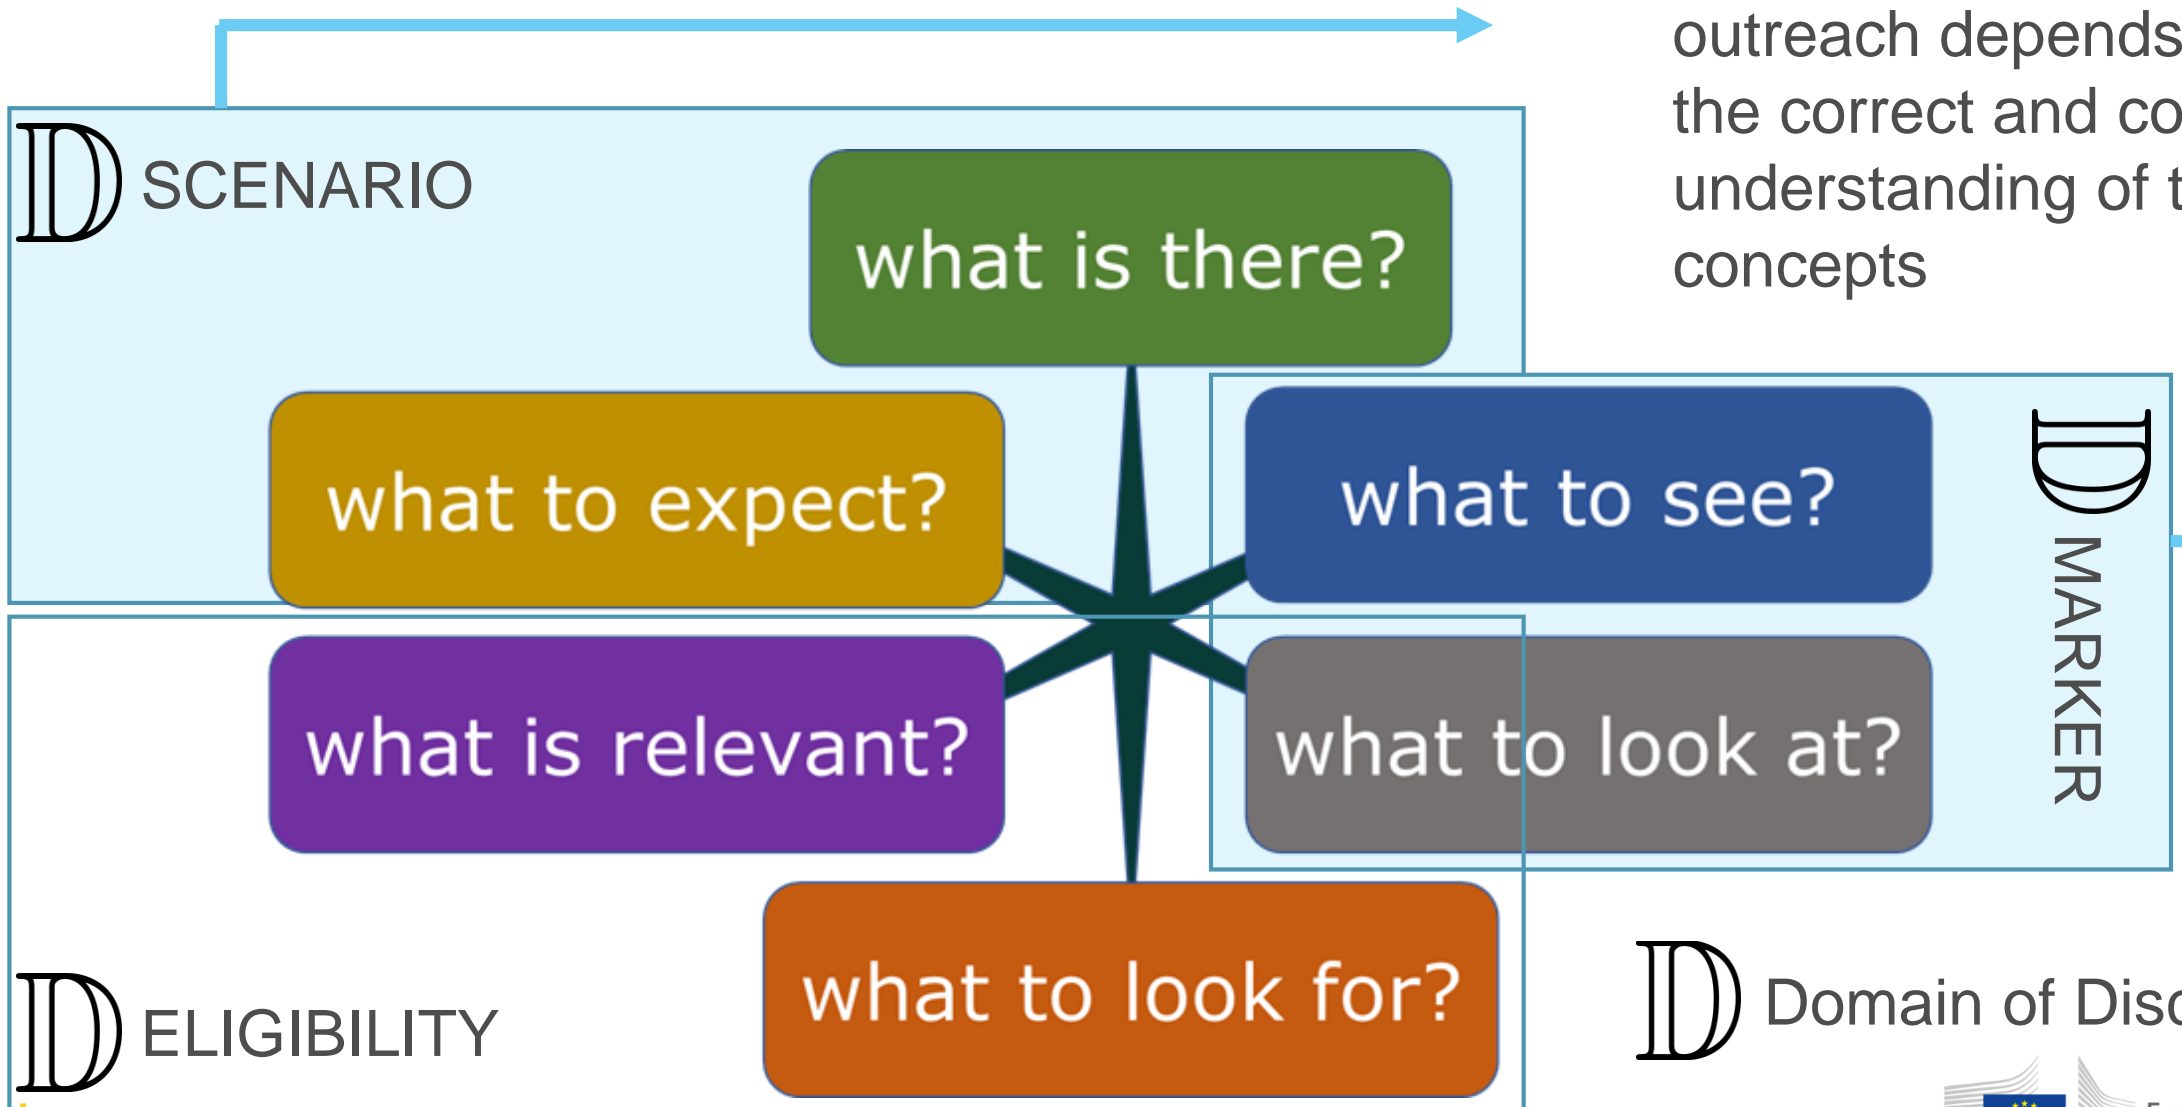 outreach depends
the correct and co
understanding of t
concepts
𝔻 SCENARIO
what is there?
what to expect?
what to see?
𝔻 MARKER
what is relevant?
what to look at?
what to look for?
𝔻 ELIGIBILITY
𝔻 Domain of Disc